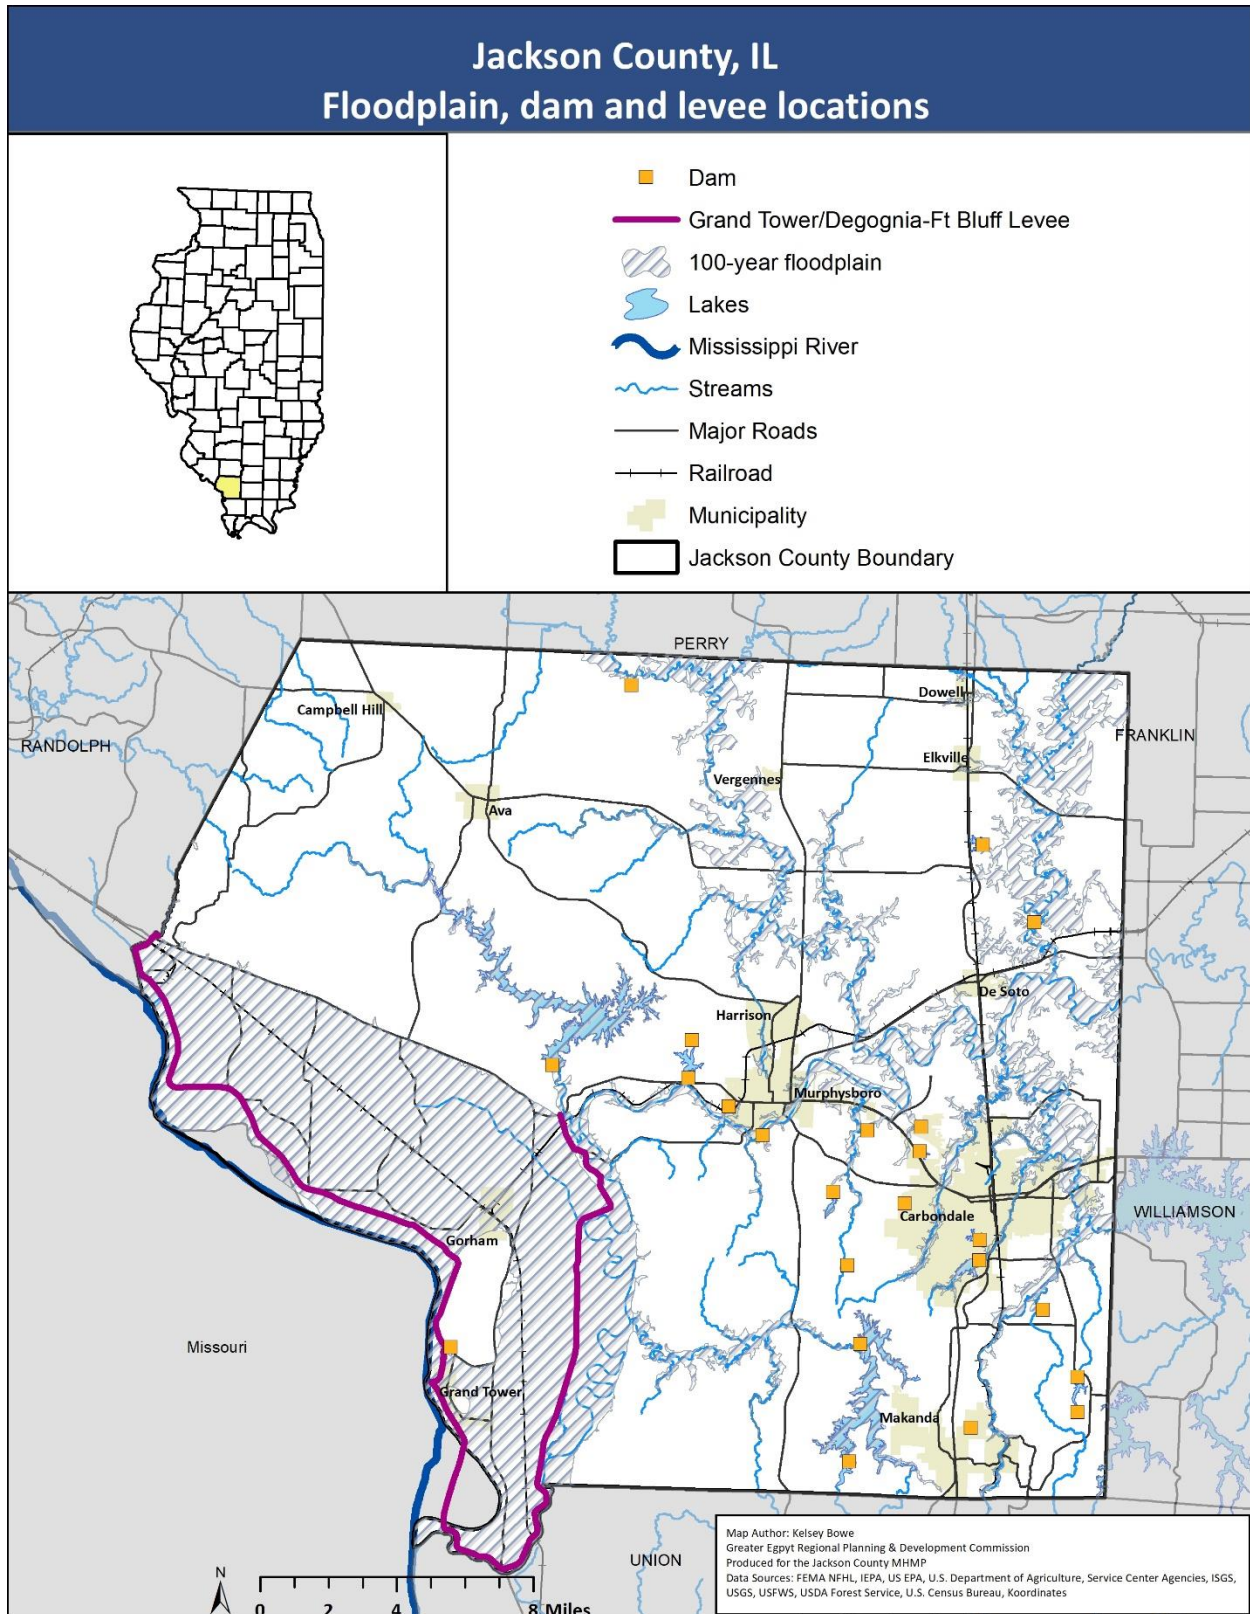 Jackson County, IL
Floodplain, dam and levee locations
Dam
Grand Tower/Degognia-Ft Bluff Levee
100-year floodplain
Lakes
Mississippi River
Streams
Major Roads
Railroad
Municipality
Jackson County Boundary
PERRY
Dowell
Campbell Hill
FRANKLIN
RANDOLPH
Elkville
Vergennes
Ava
De Soto
Harrison
Murphysboro
WILLIAMSON
Carbondale
Gorham
Missouri
Grand Tower
Makanda
UNION
N
0 2 4 8 Miles
Map Author: Kelsey Bowe
Greater Egpyt Regional Planning & Development Commission
Produced for the Jackson County MHMP
Data Sources: FEMA NFHL, IEPA, US EPA, U.S. Department of Agriculture, Service Center Agencies, ISGS,
USGS, USFWS, USDA Forest Service, U.S. Census Bureau, Koordinates